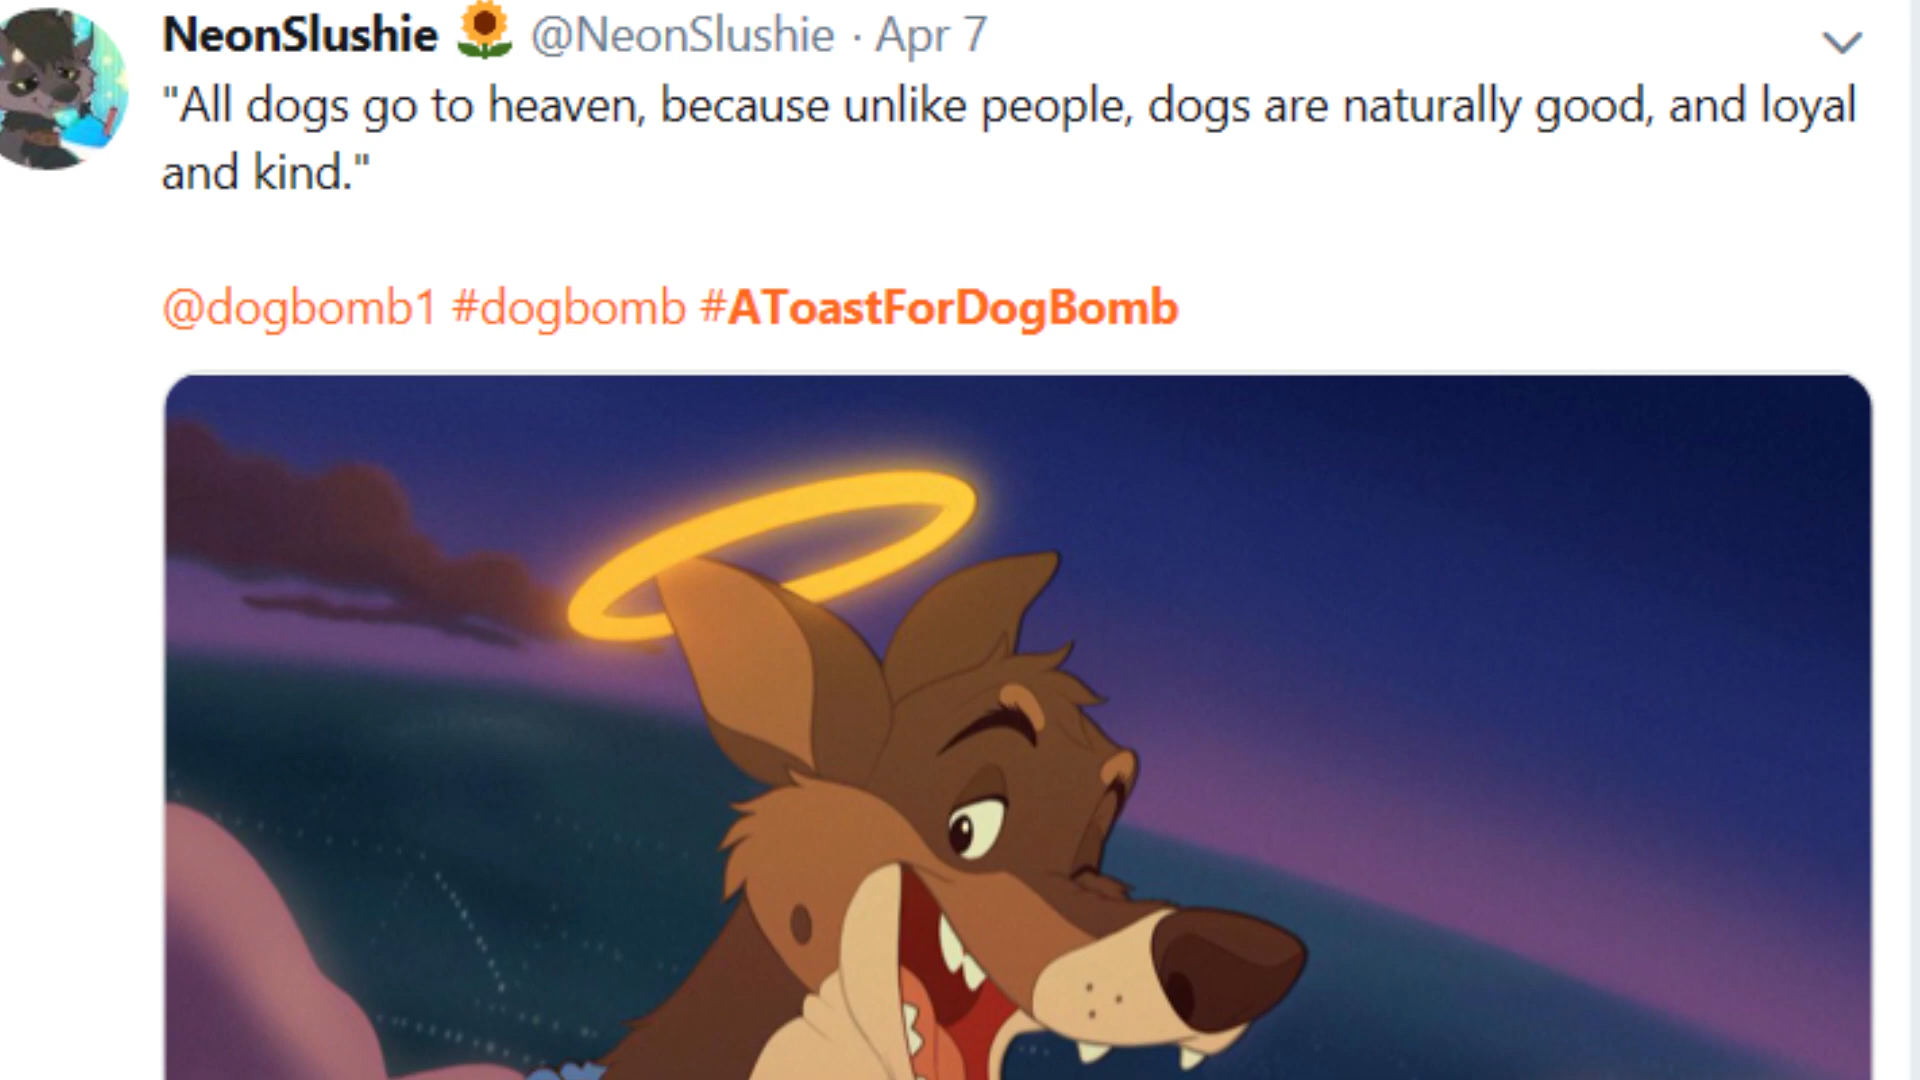 NeonSlushie 🌻 @NeonSlushie · Apr 7
"All dogs go to heaven, because unlike people, dogs are naturally good, and loyal
and kind."
@dogbomb1 #dogbomb #AToastForDogBomb